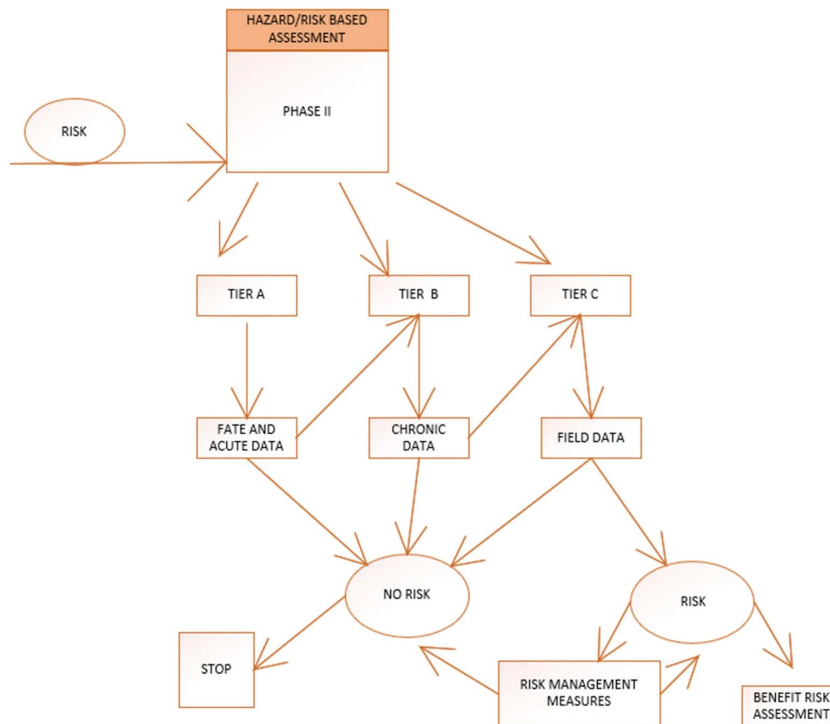 HAZARD/RISK BASED
ASSESSMENT
PHASE II
RISK
TIER A
TIER B
TIER C
FATE AND
ACUTE DATA
CHRONIC
DATA
FIELD DATA
NO RISK
RISK
STOP
RISK MANAGEMENT
MEASURES
BENEFIT RISK
ASSESSMENT